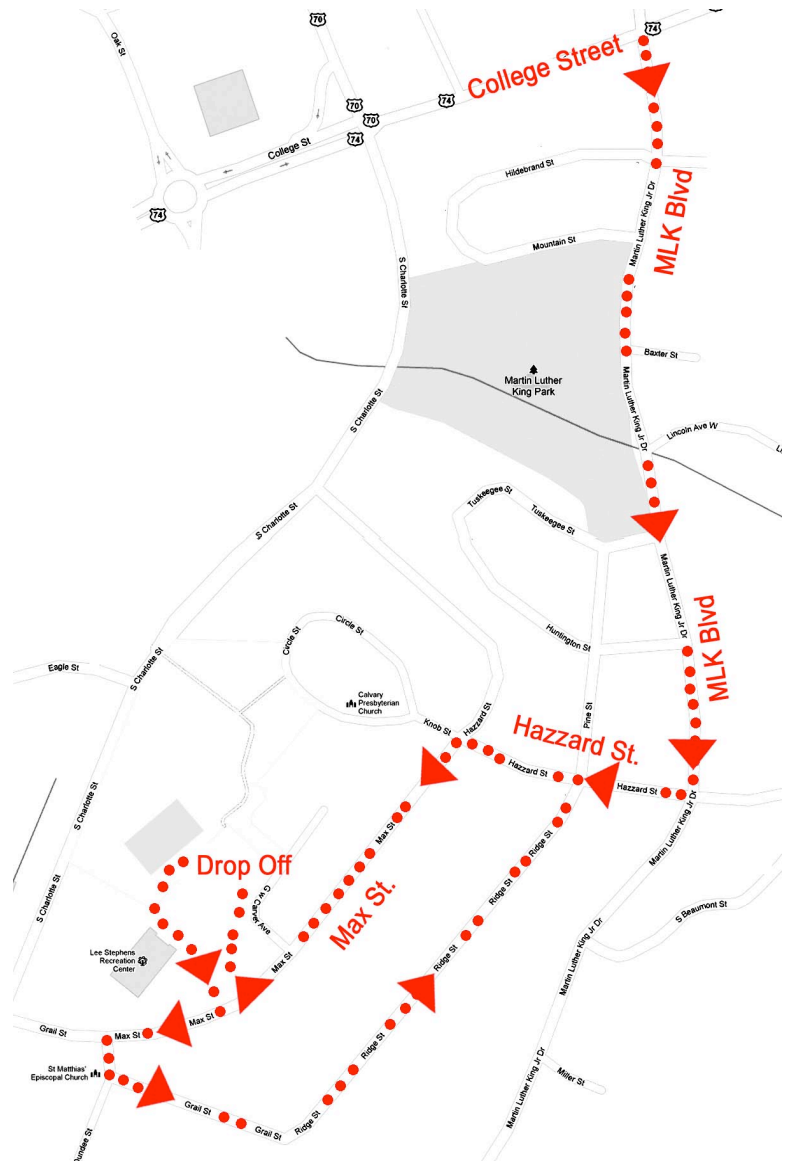 70
74
Oak St
College Street
74
70
70
74
College St
74
Hildebrand St
Martin Luther King Jr Dr
MLK Blvd
Mountain St
S Charlotte St
Baxter St
Martin Luther
King Park
Martin Luther King Jr Dr
S Charlotte St
Lincoln Ave W
Tuskeegee St
Tuskeegee St
S Charlotte St
Martin Luther King Jr Dr
MLK Blvd
Huntington St
Circle St
Circle St
Eagle St
S Charlotte St
Calvary
Presbyterian
Church
Knob St
Hazzard St
Pine St
Hazzard St.
Hazzard St
Hazzard St
S Charlotte St
Max St
Martin Luther King Jr Dr
Ridge St
Drop Off
Ridge St
G W Carver Ave
Max St.
S Charlotte St
S Beaumont St
Ridge St
Lee Stephens
Recreation
Center
Max St
Martin Luther King Jr Dr
Max St
Grail St
Max St
Ridge St
St Matthias'
Episcopal Church
Miller St
Martin Luther King Jr Dr
Grail St
Ridge St
Grail St
Dundee St